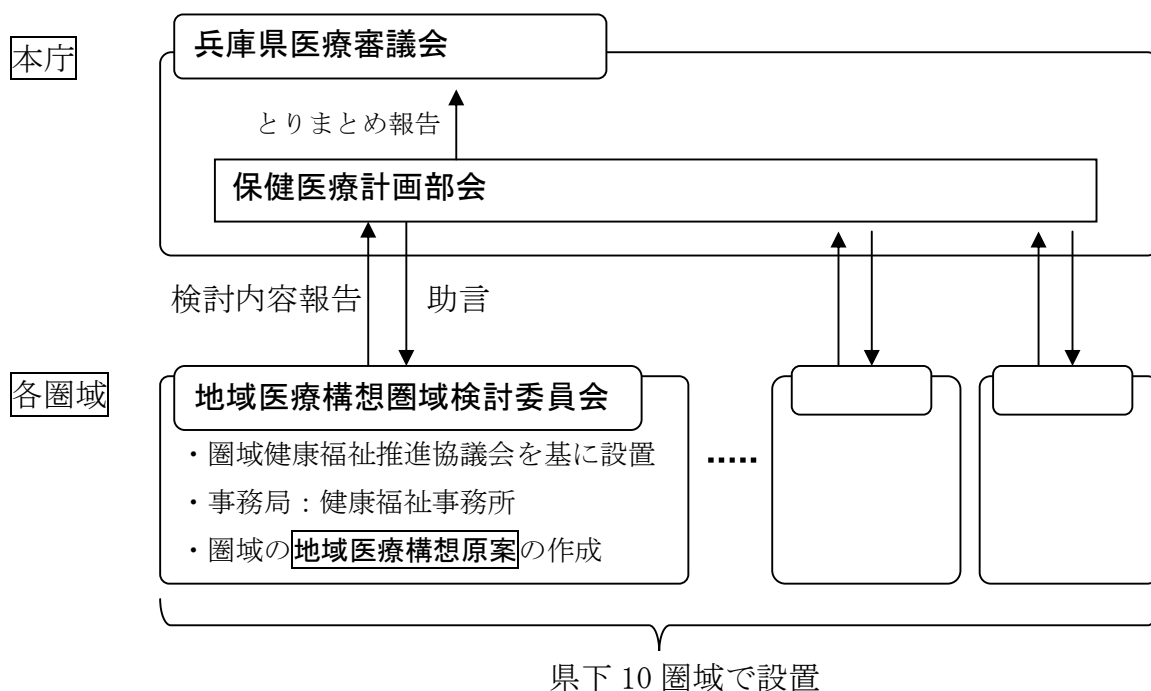 本庁
兵庫県医療審議会
とりまとめ報告
保健医療計画部会
検討内容報告
助言
各圏域
地域医療構想圏域検討委員会
・圏域健康福祉推進協議会を基に設置
・事務局：健康福祉事務所
・圏域の地域医療構想原案の作成
.....
県下 10 圏域で設置